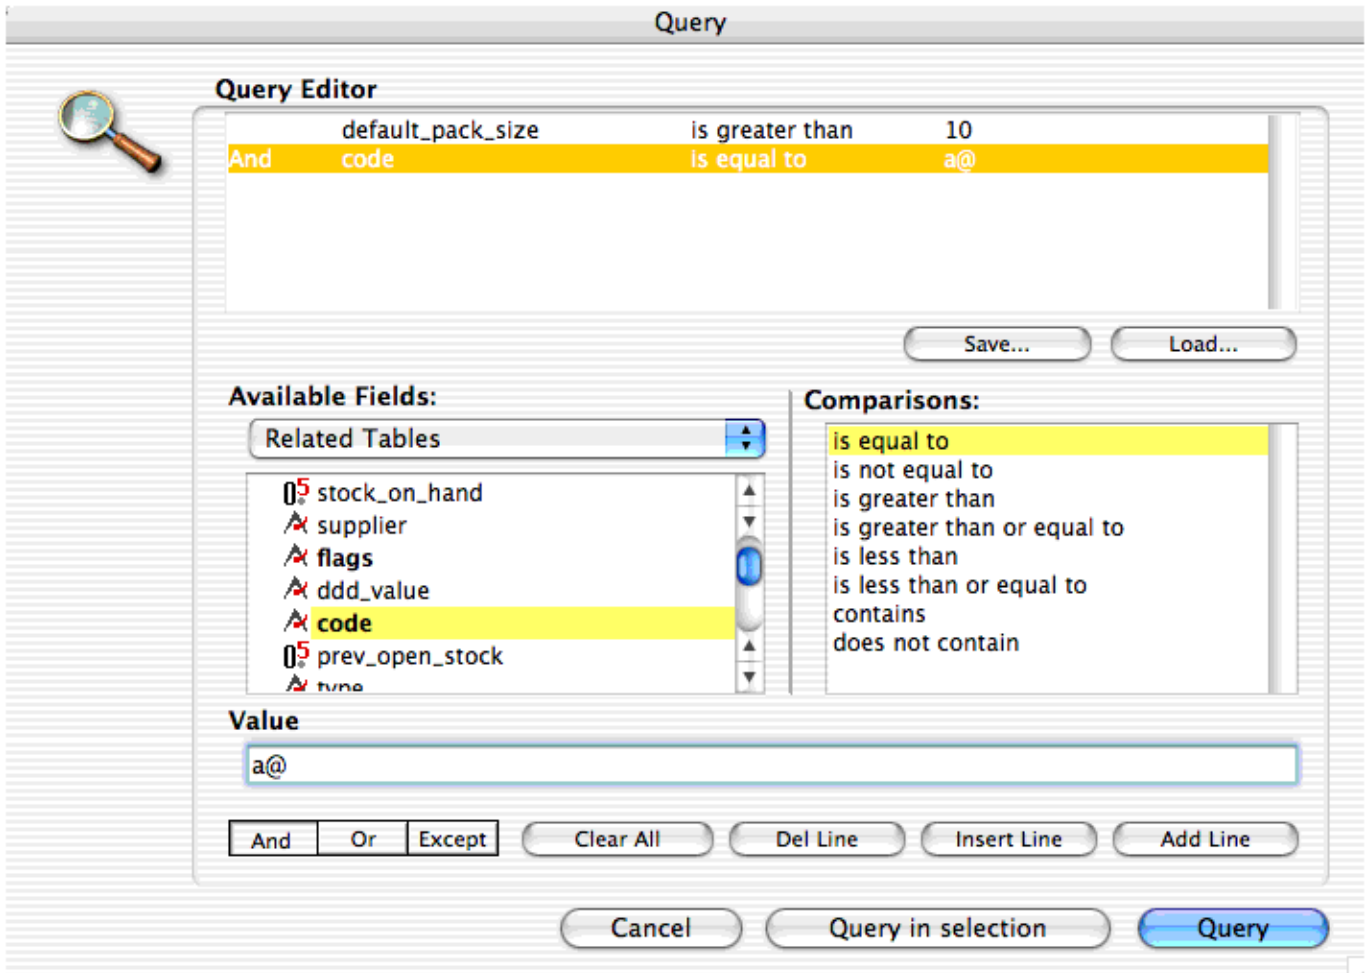 Query
Query Editor
default_pack_size is greater than 10
And code is equal to a@
Save... Load...
Available Fields:
Related Tables
stock_on_hand
supplier
flags
ddd_value
code
prev_open_stock
type
Comparisons:
is equal to
is not equal to
is greater than
is greater than or equal to
is less than
is less than or equal to
contains
does not contain
Value
a@
And Or Except Clear All Del Line Insert Line Add Line
Cancel Query in selection Query